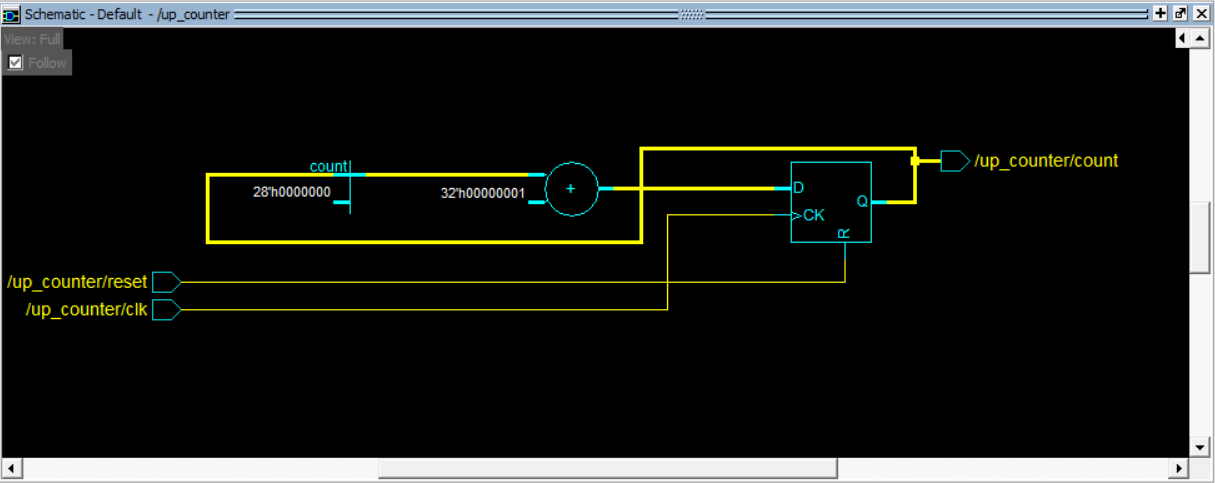 Schematic - Default - /up_counter
View: Full
Follow
/up_counter/count
count
28'h0000000
32'h00000001
+
D
Q
CK
R
/up_counter/reset
/up_counter/clk